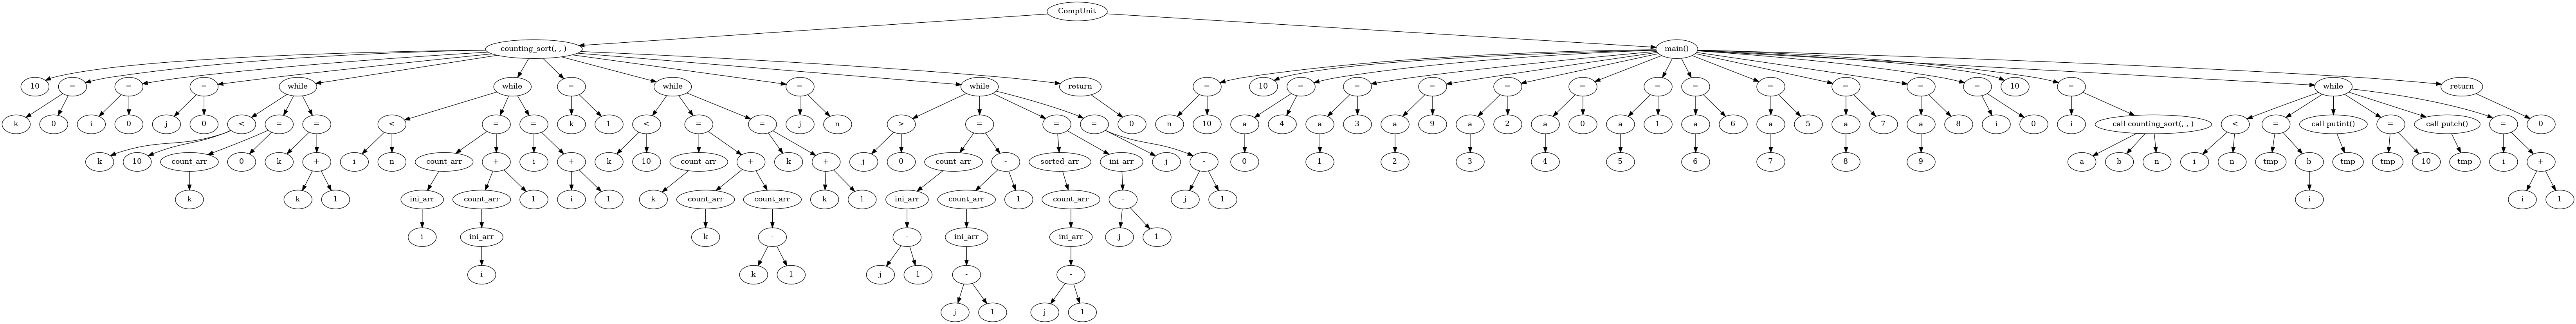 CompUnit
counting_sort(, , ) main()
10 = = = while while = while = while return = 10 = = = = = = = = = = = 10 = while return
k 0 i 0 j 0 < = = < = = k 1 < = = j n > = = = 0 n 10 a 4 a 3 a 9 a 2 a 0 a 1 a 6 a 5 a 7 a 8 i 0 i call counting_sort(, , ) < = call putint() = call putch() = 0
k 10 count_arr 0 k + i n count_arr + i + k 10 count_arr + k + j 0 count_arr - sorted_arr ini_arr j - 0 1 2 3 4 5 6 7 8 9 a b n i n tmp b tmp tmp 10 tmp i +
k k 1 ini_arr count_arr 1 i 1 k count_arr count_arr k 1 ini_arr count_arr 1 count_arr - j 1 i i 1
i ini_arr k - - ini_arr ini_arr j 1
i k 1 j 1 - -
j 1 j 1